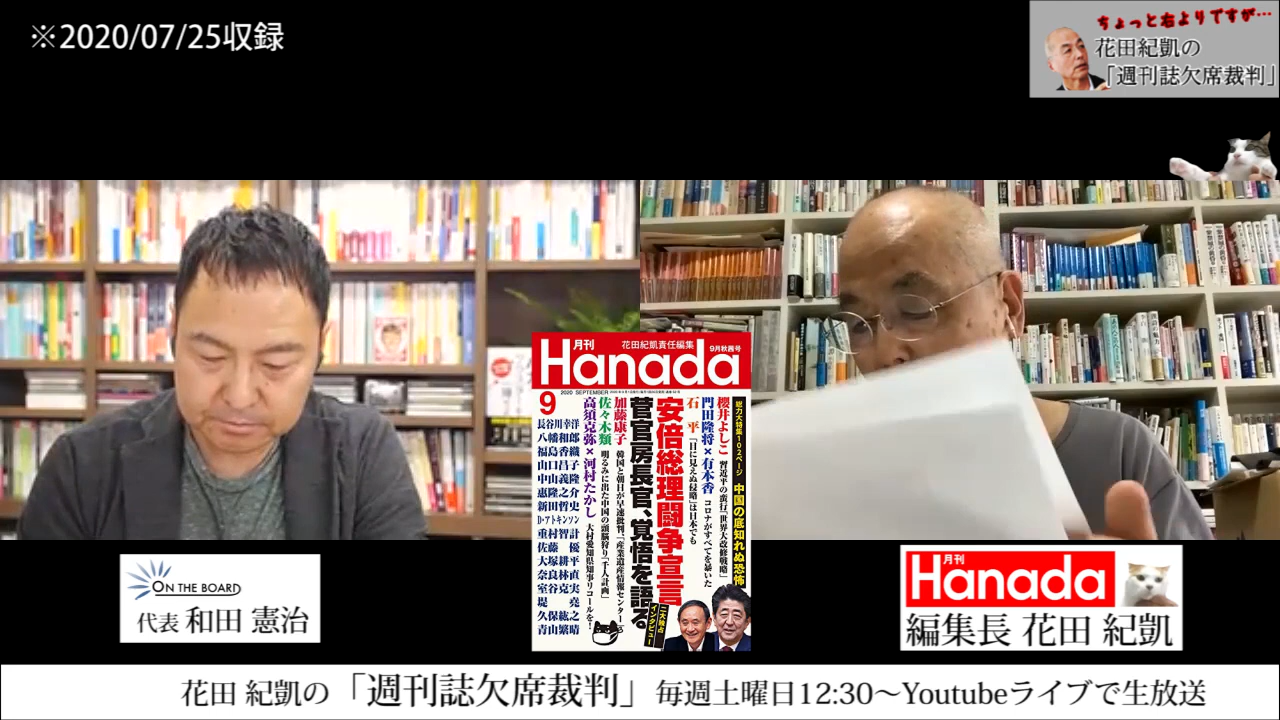 ※2020/07/25収録
ちょっと右よりですが…
花田紀凱の
「週刊誌欠席裁判」
月刊
花田紀凱責任編集
9月秋茜号
Hanada
2020 SEPTEMBER
9
総力大特集102ページ 中国の底知れぬ恐怖
櫻井よしこ 習近平の蛮行「世界大改修戦略」
門田隆将×有本香 コロナがすべてを暴いた
石 平 「目に見えぬ侵略」は日本でも
安倍総理闘争宣言
菅官房長官、覚悟を語る
二大独占
インタビュー
加藤康子 韓国と朝日が早速批判、「産業遺産情報センター」
佐々木類 明るみに出た中国の頭脳狩り「千人計画」
高須克弥×河村たかし 大村愛知県知事リコールを!
長谷川幸洋
八幡和郎
福島香織
山口昌子
中山義隆
惠隆之介
新田哲史
D・アトキンソン
重村智計
佐藤 優
大塚耕平
奈良林直
室谷克実
堤 堯
久保紘之
青山繁晴
ON THE BOARD
代表 和田 憲治
月刊
Hanada
編集長 花田 紀凱
花田 紀凱の「週刊誌欠席裁判」毎週土曜日12:30〜Youtubeライブで生放送